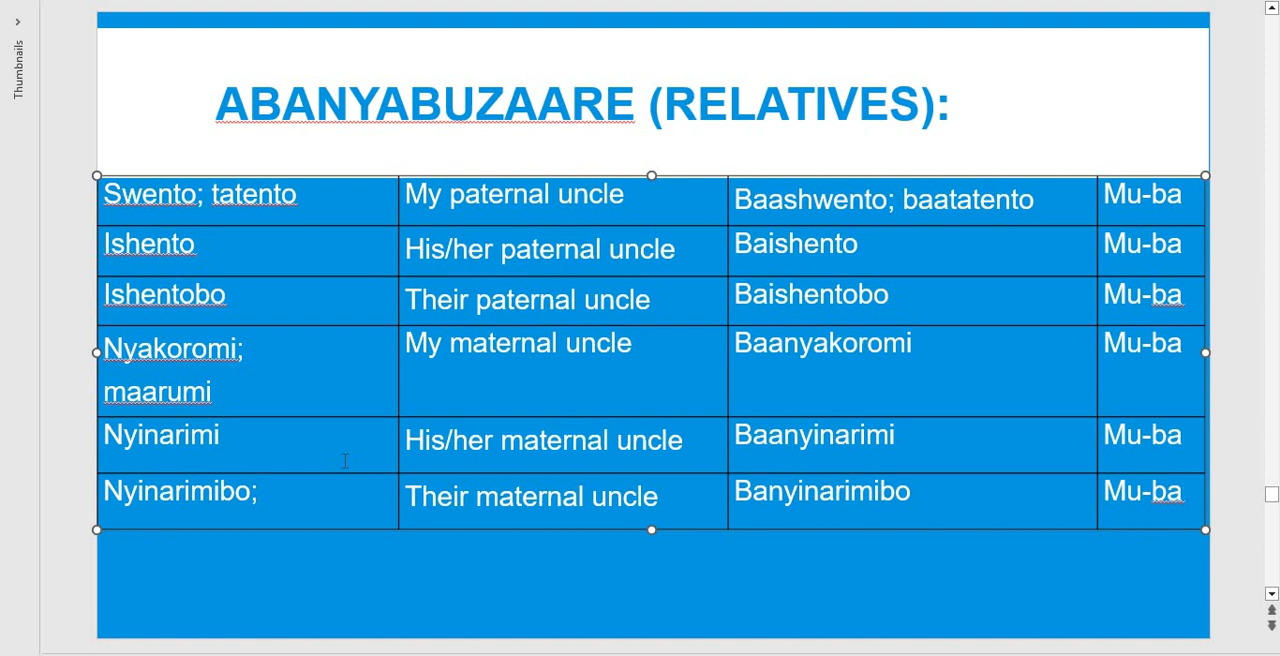 Thumbnails
ABANYABUZAARE (RELATIVES):
Swento; tatento My paternal uncle Baashwento; baatatento Mu-ba
Ishento His/her paternal uncle Baishento Mu-ba
Ishentobo Their paternal uncle Baishentobo Mu-ba
Nyakoromi; My maternal uncle Baanyakoromi Mu-ba
maarumi
Nyinarimi His/her maternal uncle Baanyinarimi Mu-ba
Nyinarimibo; Their maternal uncle Banyinarimibo Mu-ba